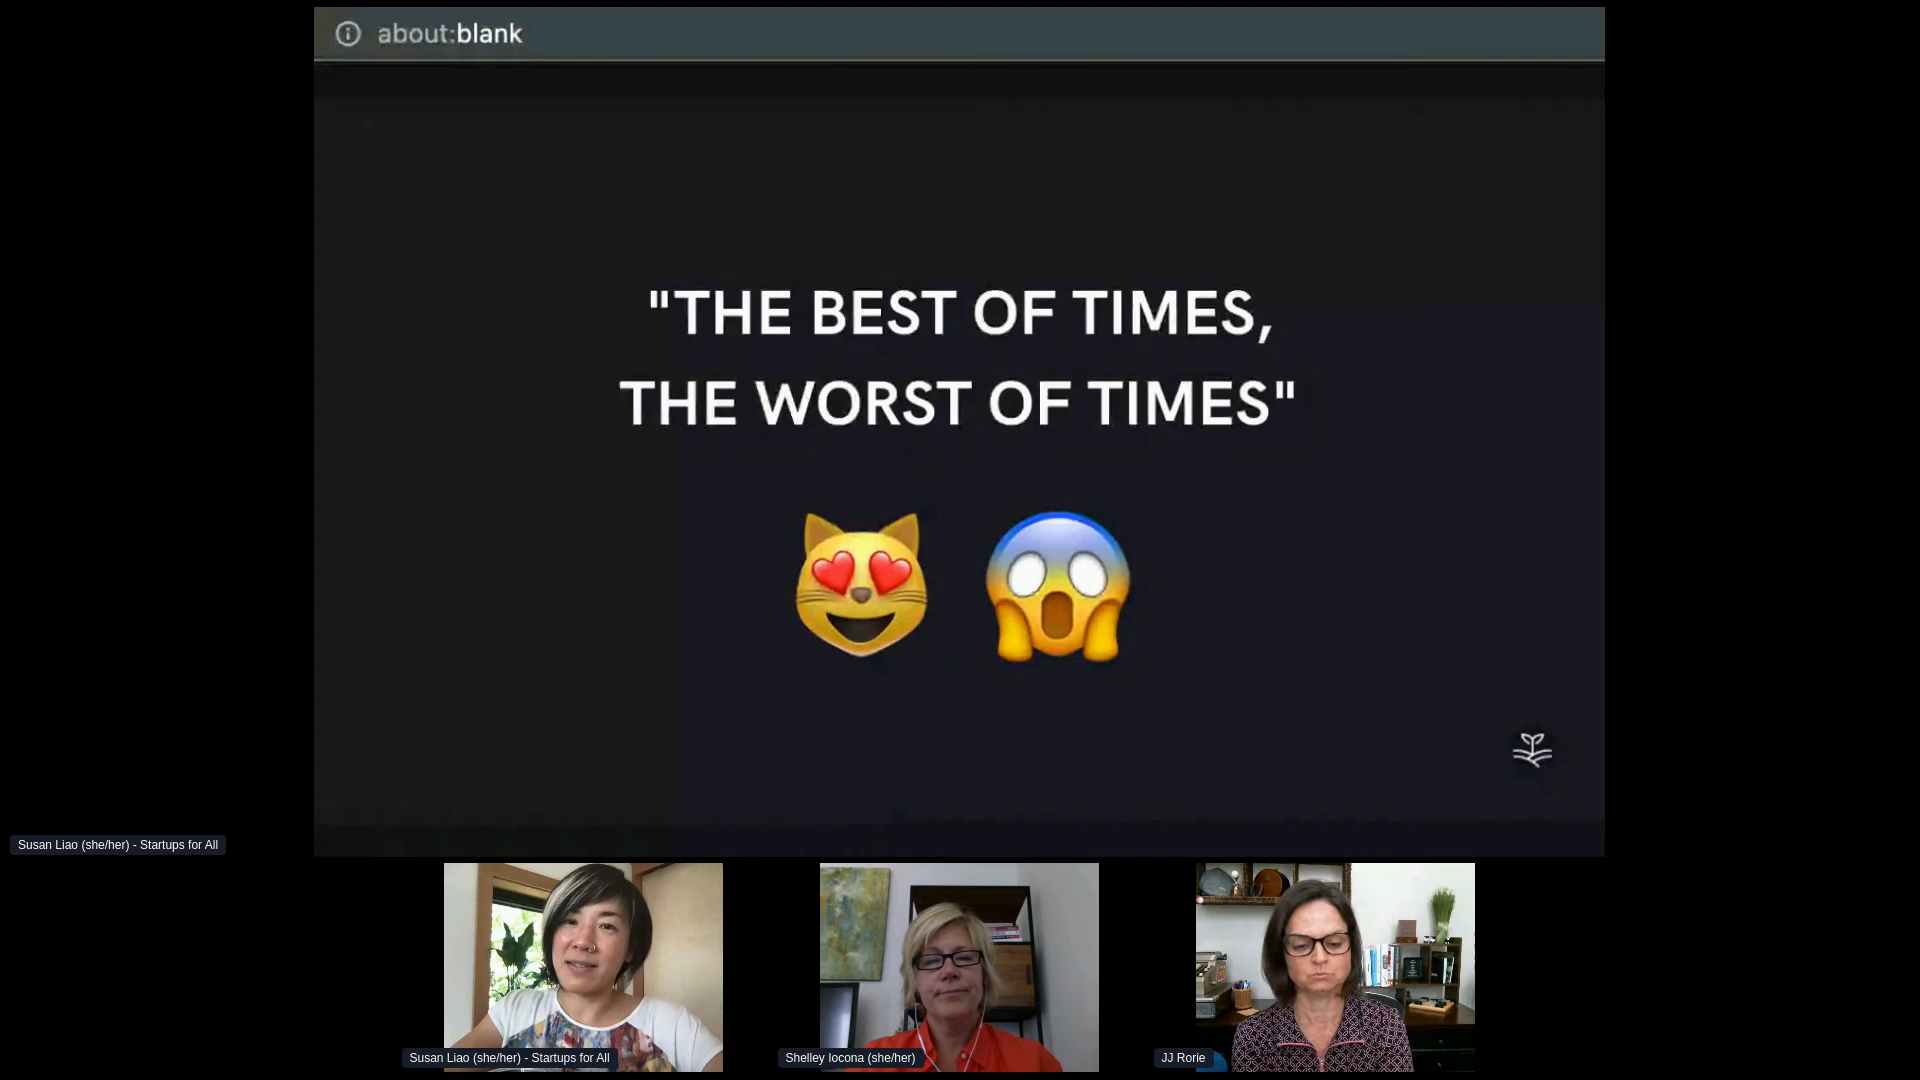 about:blank
"THE BEST OF TIMES,
THE WORST OF TIMES"
Susan Liao (she/her) - Startups for All
Susan Liao (she/her) - Startups for All
Shelley Iocona (she/her)
JJ Rorie